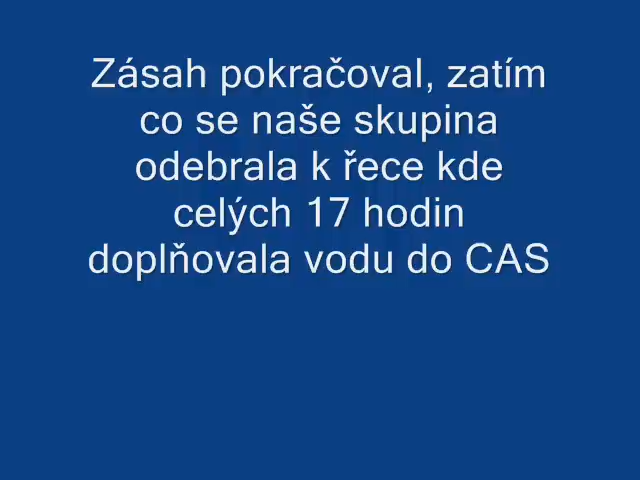 Zásah pokračoval, zatím
co se naše skupina
odebrala k řece kde
celých 17 hodin
doplňovala vodu do CAS